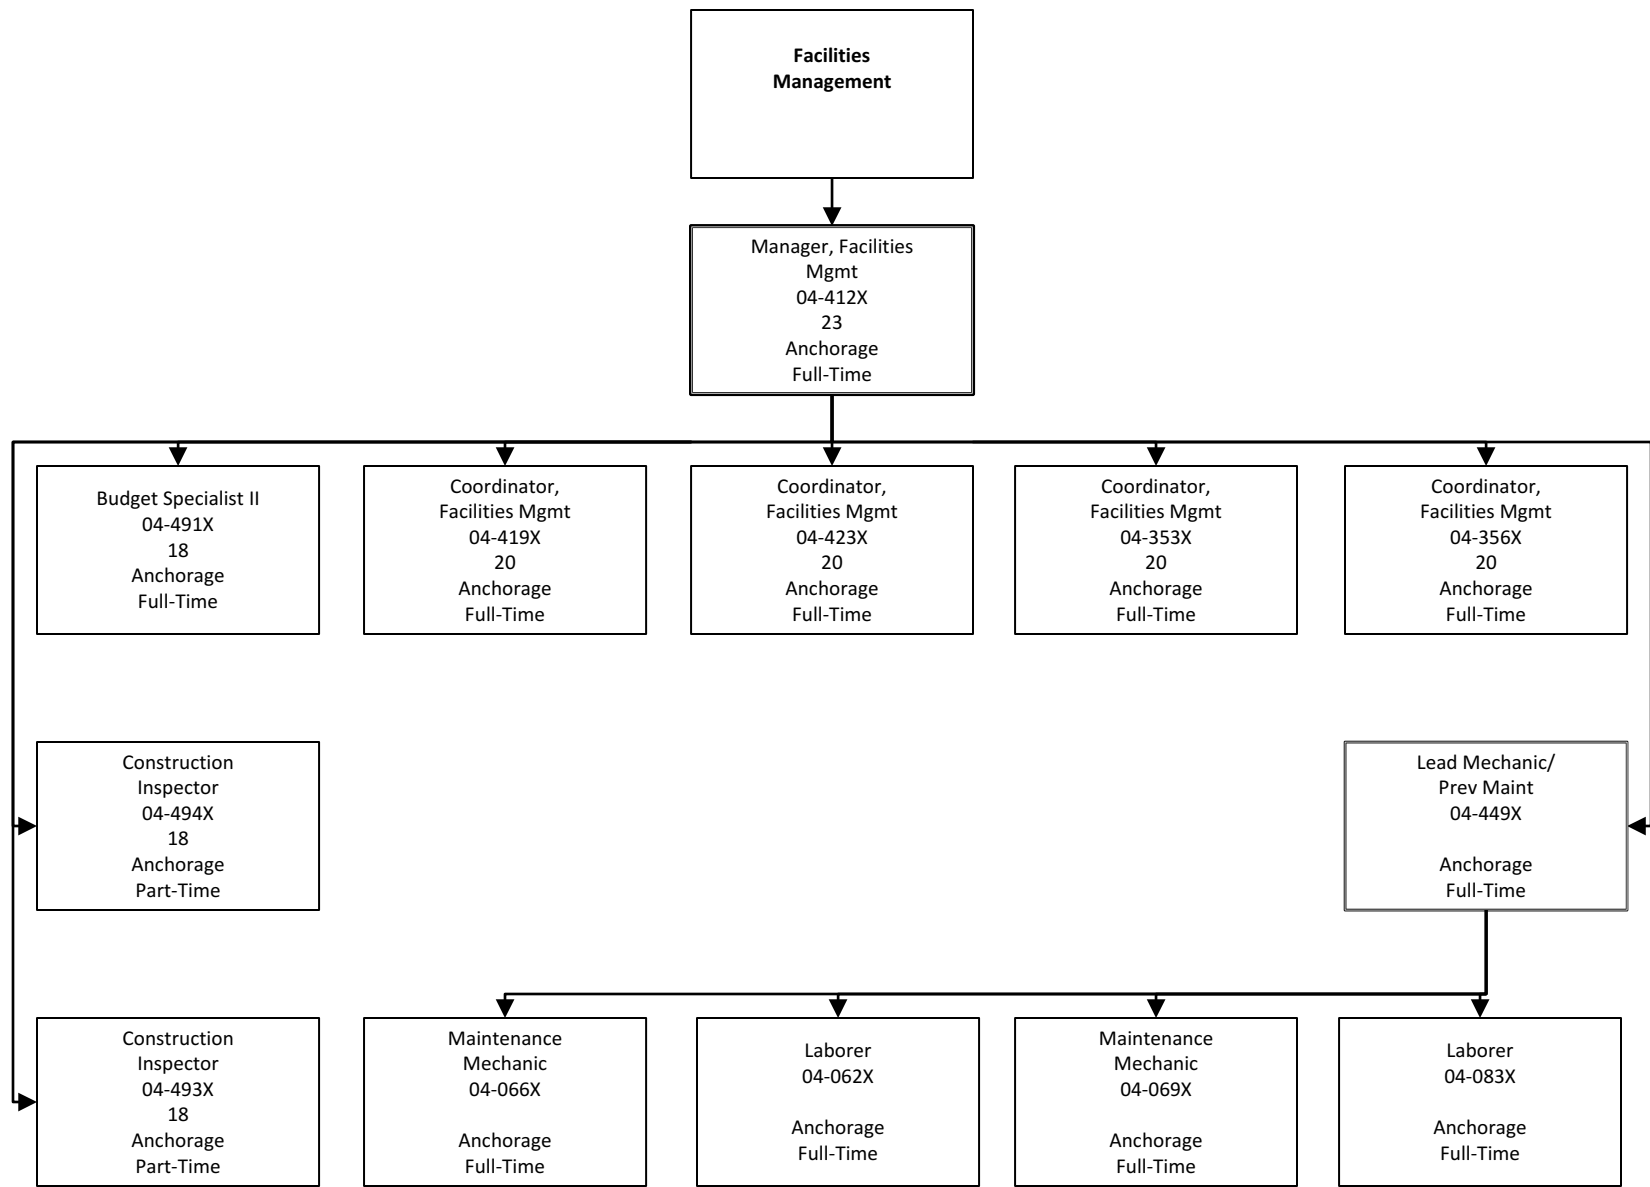 Facilities
Management
Manager, Facilities
Mgmt
04-412X
23
Anchorage
Full-Time
Budget Specialist II
04-491X
18
Anchorage
Full-Time
Coordinator,
Facilities Mgmt
04-419X
20
Anchorage
Full-Time
Coordinator,
Facilities Mgmt
04-423X
20
Anchorage
Full-Time
Coordinator,
Facilities Mgmt
04-353X
20
Anchorage
Full-Time
Coordinator,
Facilities Mgmt
04-356X
20
Anchorage
Full-Time
Construction
Inspector
04-494X
18
Anchorage
Part-Time
Lead Mechanic/
Prev Maint
04-449X
Anchorage
Full-Time
Construction
Inspector
04-493X
18
Anchorage
Part-Time
Maintenance
Mechanic
04-066X
Anchorage
Full-Time
Laborer
04-062X
Anchorage
Full-Time
Maintenance
Mechanic
04-069X
Anchorage
Full-Time
Laborer
04-083X
Anchorage
Full-Time